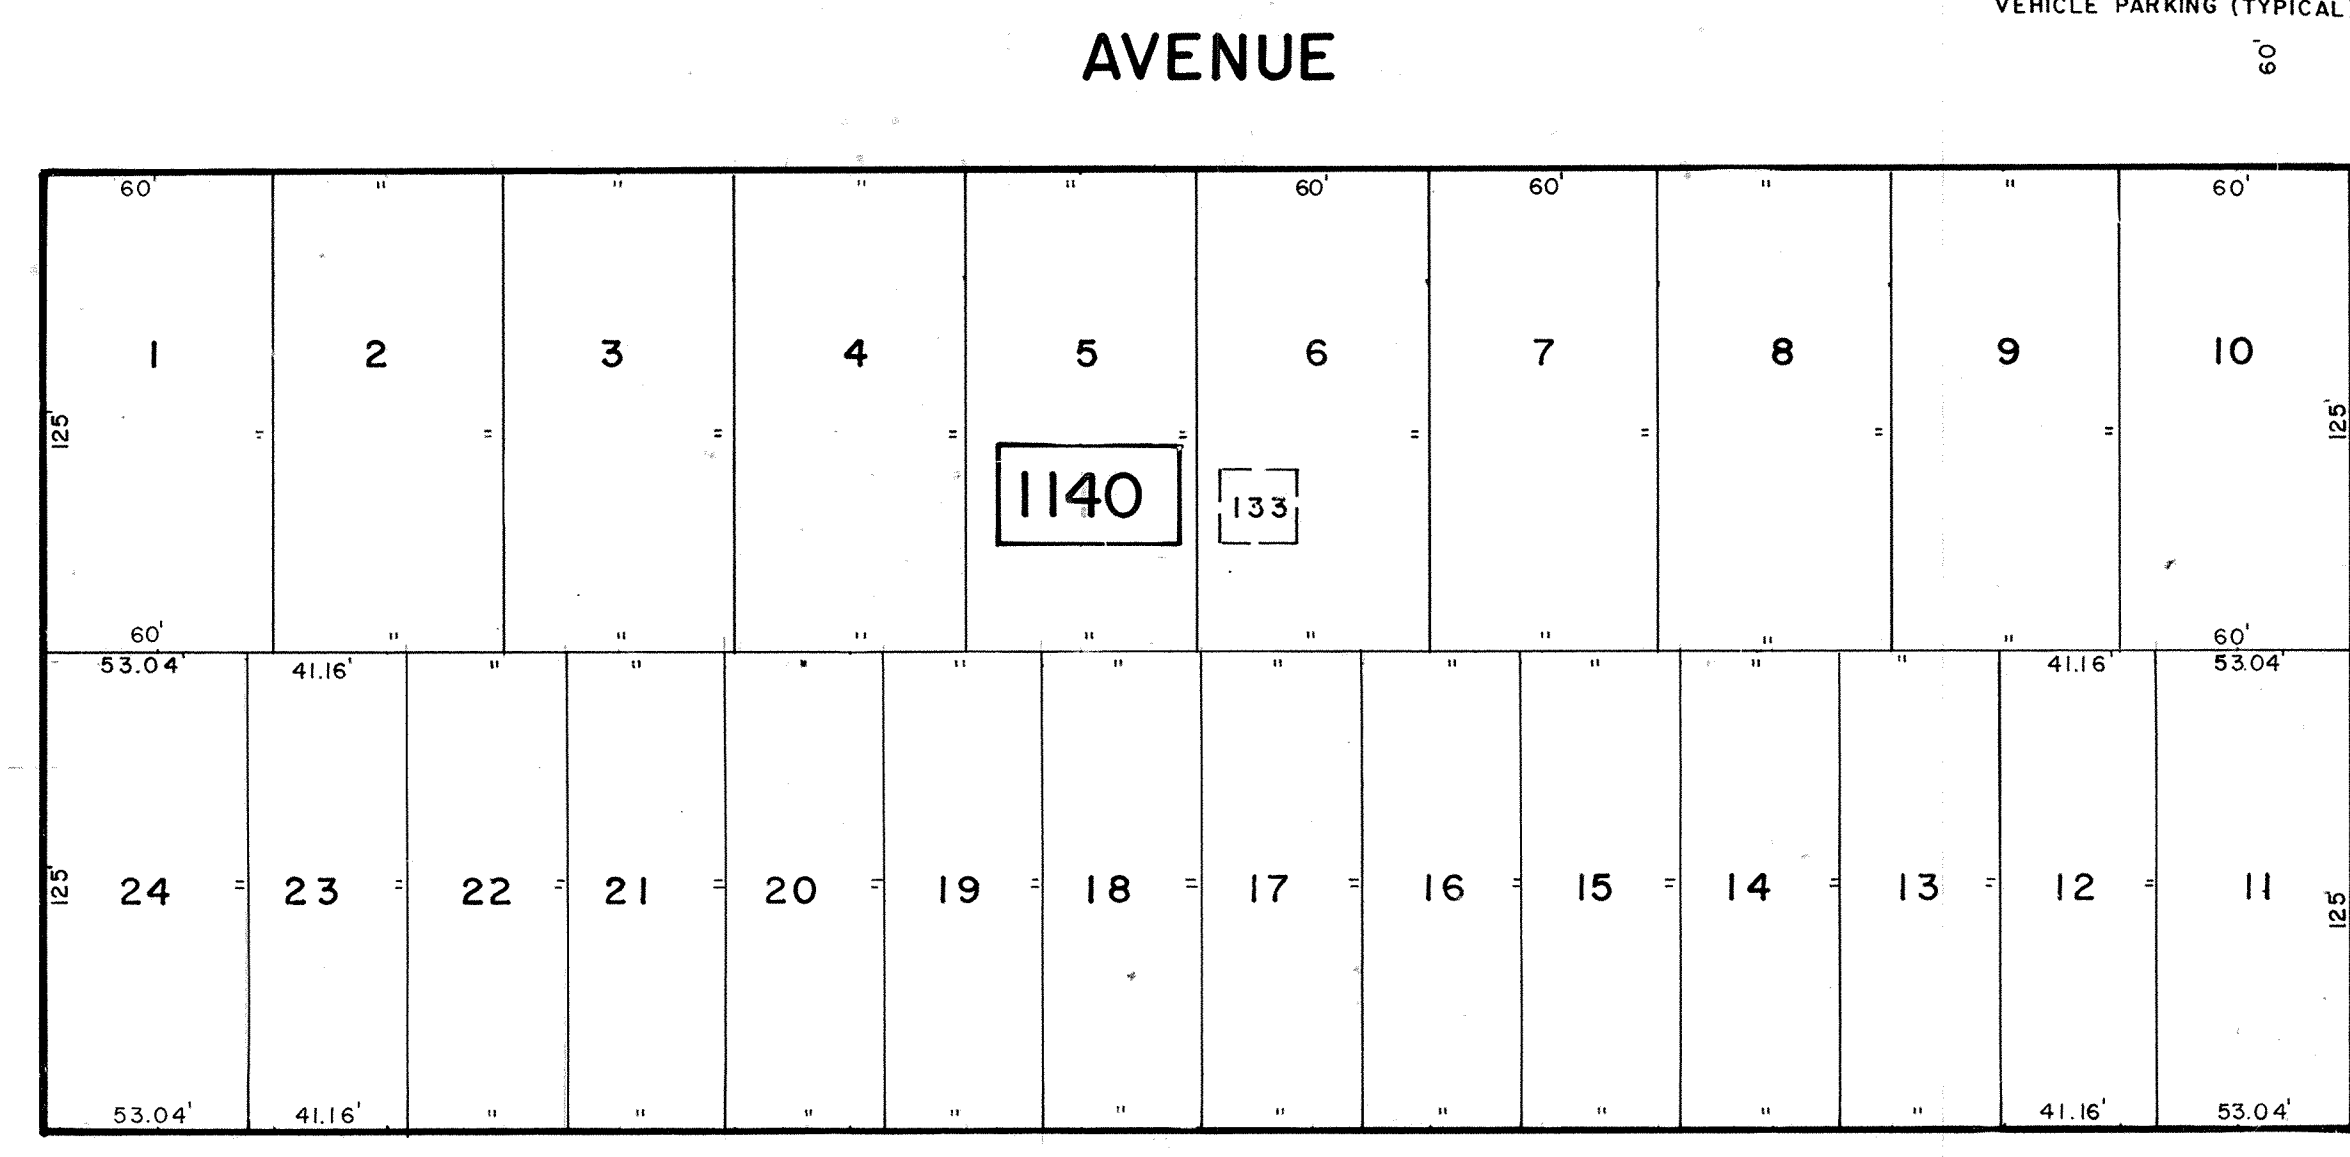 VEHICLE PARKING (TYPICAL)
AVENUE
60'
60' " " " " 60' 60' " " 60'
1 2 3 4 5 6 7 8 9 10
125' " " " " " " " " " 125'
1140 133
60' " " " " " " " " 60'
53.04' 41.16' " " " " " " " " " " 41.16' 53.04'
125' 24 " 23 " 22 " 21 " 20 " 19 " 18 " 17 " 16 " 15 " 14 " 13 " 12 " 11 125'
53.04' 41.16' " " " " " " " " " " 41.16' 53.04'